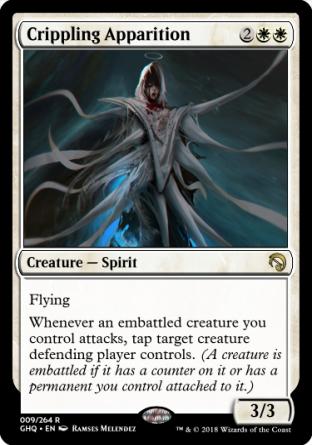 Crippling Apparition 2
Creature — Spirit
Flying
Whenever an embattled creature you
control attacks, tap target creature
defending player controls. (A creature is
embattled if it has a counter on it or has a
permanent you control attached to it.)
3/3
009/264 R
GHQ • EN Ramses Melendez
™ & © 2018 Wizards of the Coast